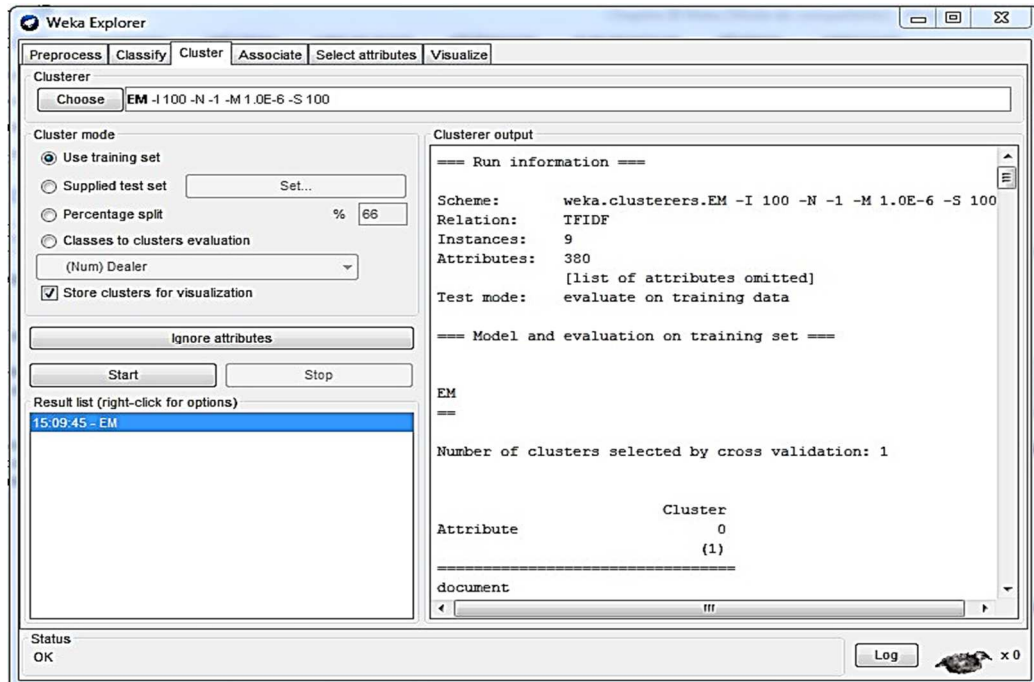 Weka Explorer
Preprocess Classify Cluster Associate Select attributes Visualize
Clusterer
Choose EM -I 100 -N -1 -M 1.0E-6 -S 100
Cluster mode
Use training set
Supplied test set Set...
Percentage split % 66
Classes to clusters evaluation
(Num) Dealer
Store clusters for visualization
Ignore attributes
Start Stop
Result list (right-click for options)
15:09:45 - EM
Clusterer output
=== Run information ===
Scheme: weka.clusterers.EM -I 100 -N -1 -M 1.0E-6 -S 100
Relation: TFIDF
Instances: 9
Attributes: 380
[list of attributes omitted]
Test mode: evaluate on training data
=== Model and evaluation on training set ===
EM
==
Number of clusters selected by cross validation: 1
Cluster
Attribute 0
(1)
==================================
document
Status
OK
Log x 0